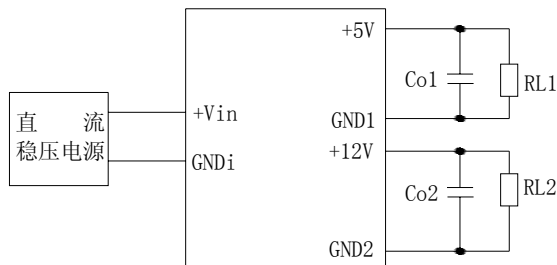 +5V
Co1
RL1
直 流
稳压电源
+Vin
GNDi
GND1
+12V
Co2
RL2
GND2